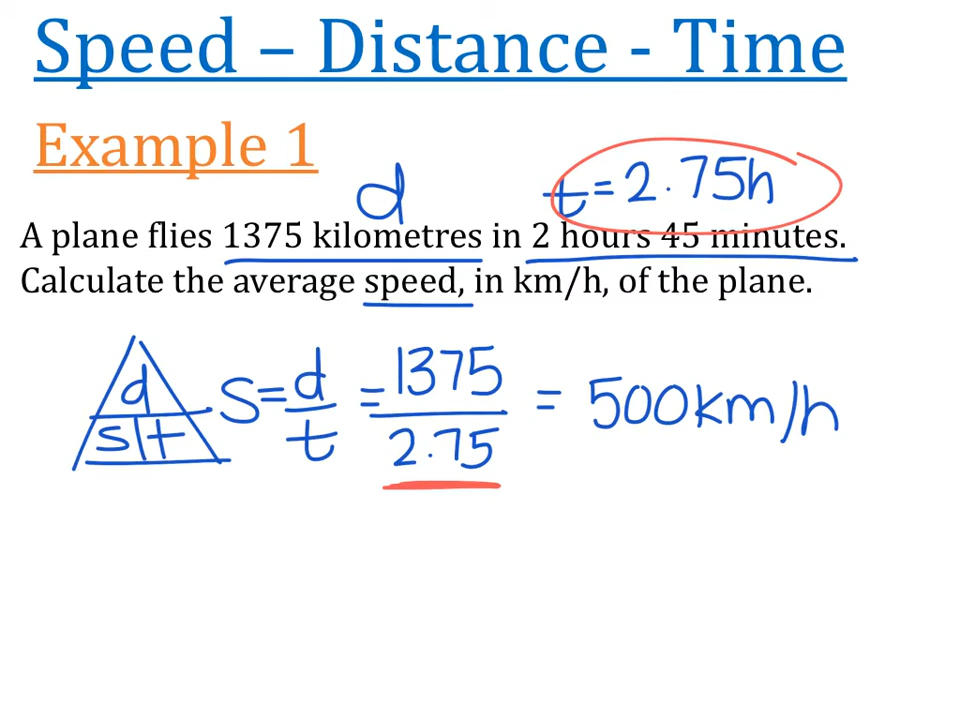 Speed – Distance - Time
Example 1
d t = 2.75h
A plane flies 1375 kilometres in 2 hours 45 minutes.
Calculate the average speed, in km/h, of the plane.
d
s t
S = d/t = 1375/2.75 = 500km/h